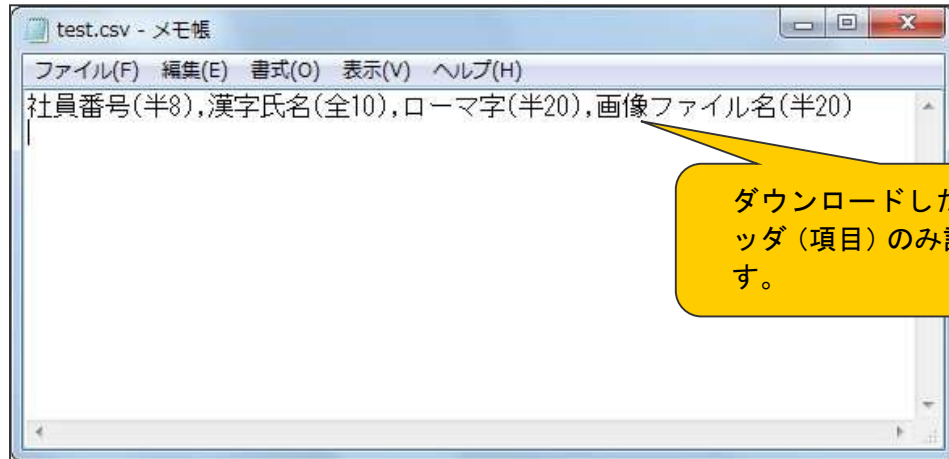 test.csv - メモ帳
ファイル(F) 編集(E) 書式(O) 表示(V) ヘルプ(H)
社員番号(半8),漢字氏名(全10),ローマ字(半20),画像ファイル名(半20)
ダウンロードした
ッダ（項目）のみ
す。